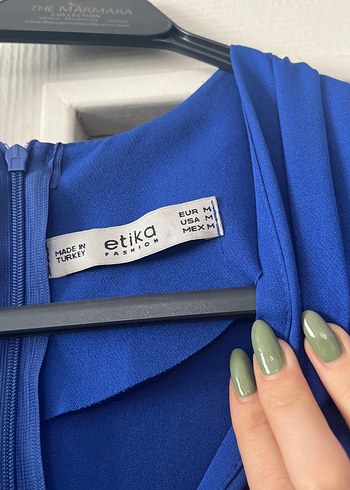 THE MARMARA
COLLECTION
MADE IN
TURKEY
etika
FASHION
EUR M
USA M
MEX M